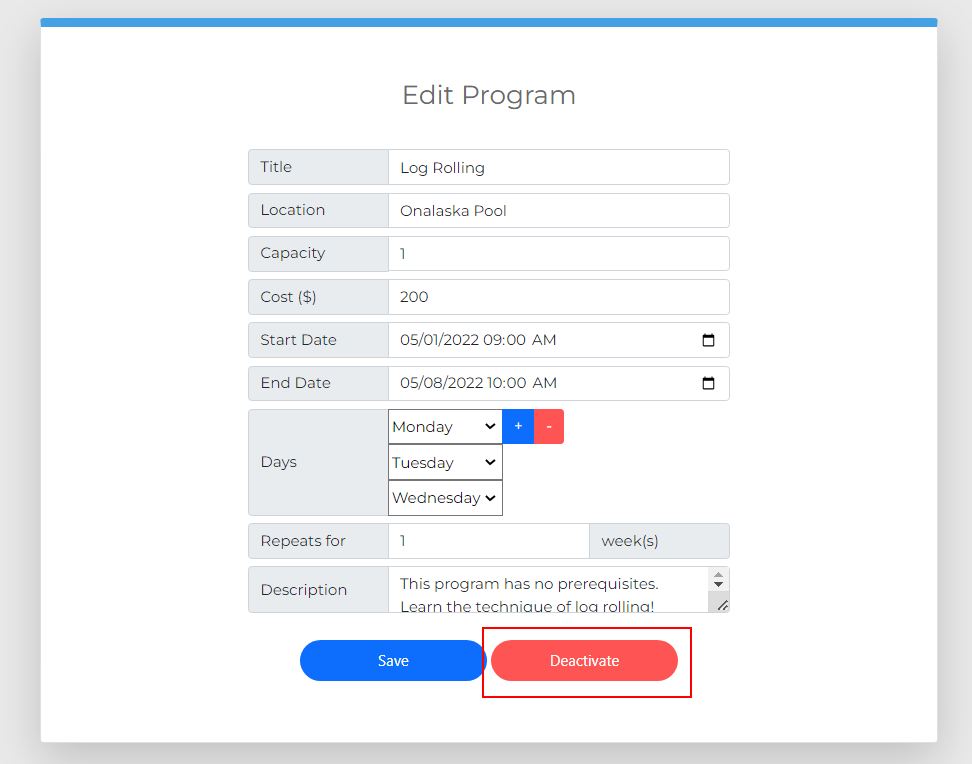 Edit Program
Title Log Rolling
Location Onalaska Pool
Capacity 1
Cost ($) 200
Start Date 05/01/2022 09:00 AM
End Date 05/08/2022 10:00 AM
Monday + -
Days Tuesday
Wednesday
Repeats for 1 week(s)
Description This program has no prerequisites.
Learn the technique of log rolling!
Save Deactivate